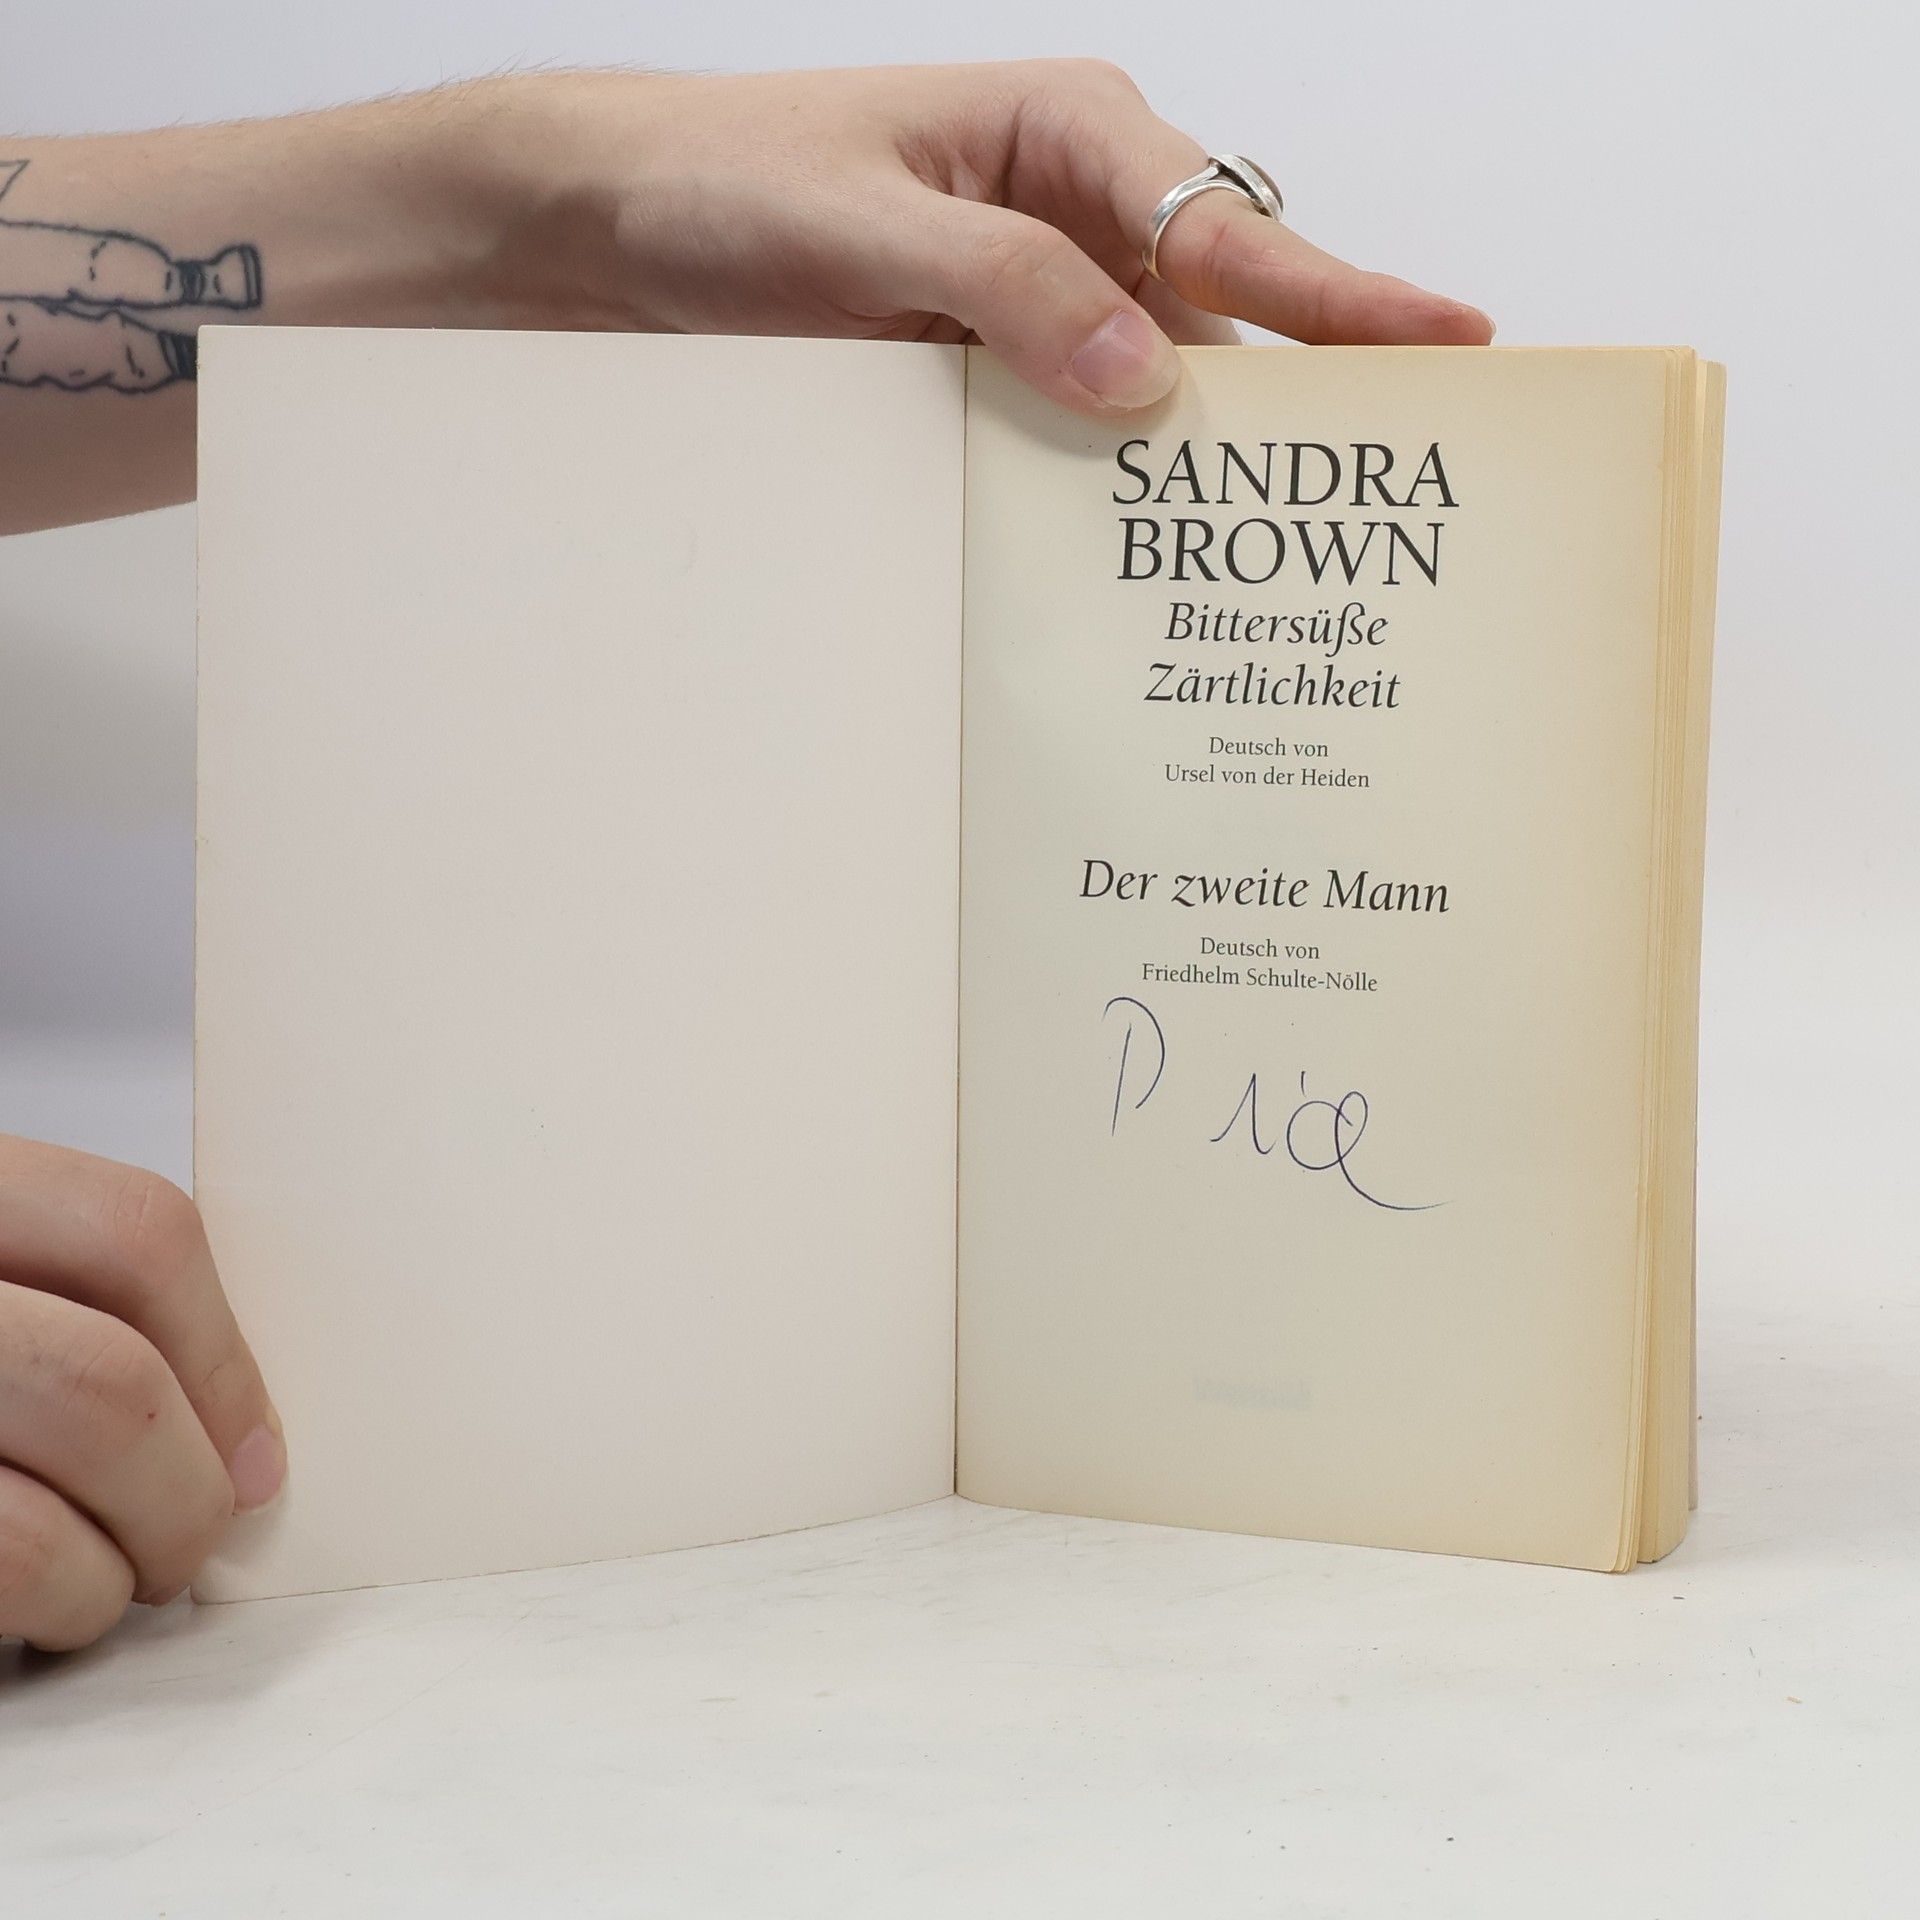 SANDRA
BROWN
Bittersüße
Zärtlichkeit
Deutsch von
Ursel von der Heiden
Der zweite Mann
Deutsch von
Friedhelm Schulte-Nölle